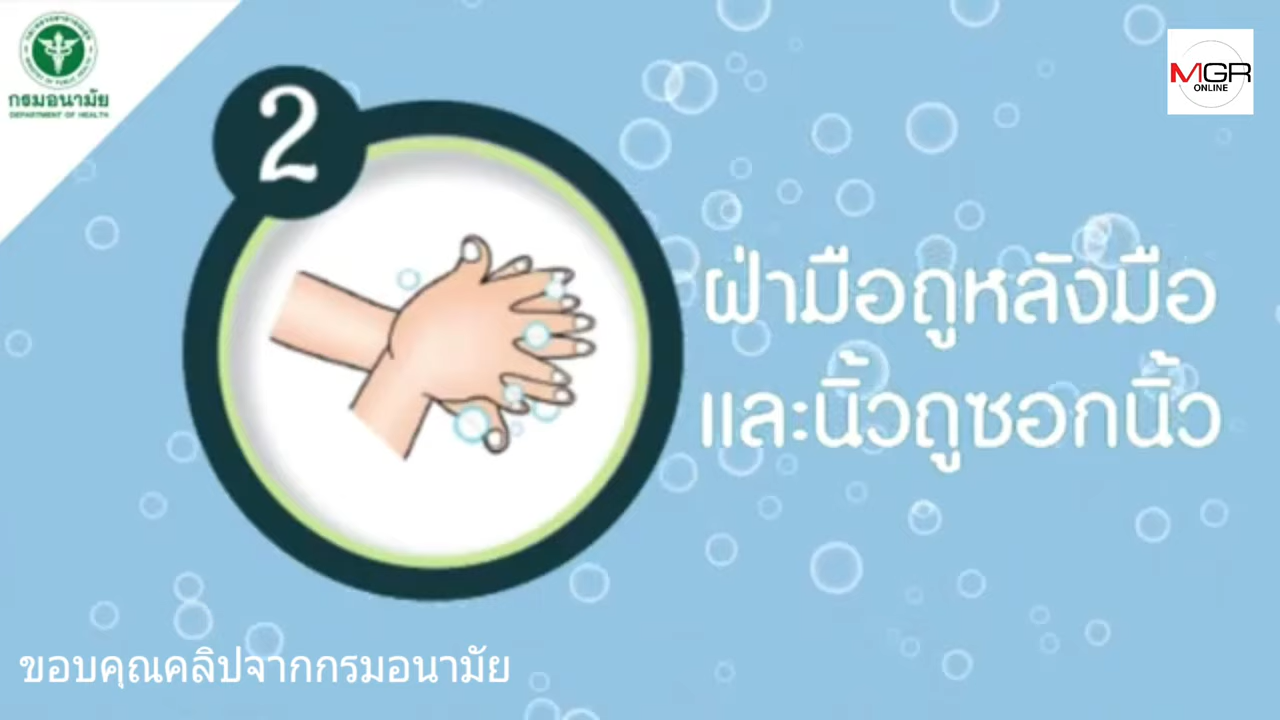 กรมอนามัย
DEPARTMENT OF HEALTH
MGR
ONLINE
2
ฝ่ามือถูหลังมือ
และนิ้วถูซอกนิ้ว
ขอบคุณคลิปจากกรมอนามัย